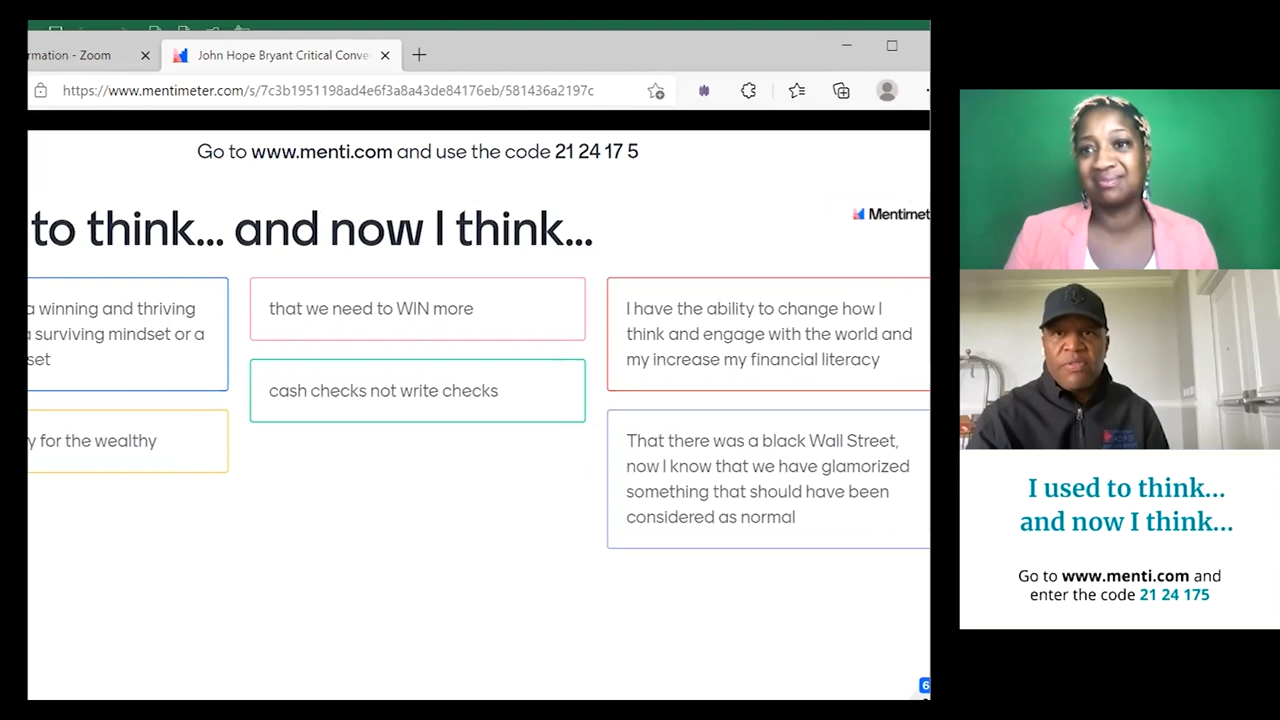 rmation - Zoom
John Hope Bryant Critical Conve
https://www.mentimeter.com/s/7c3b1951198ad4e6f3a8a43de84176eb/581436a2197c
Go to www.menti.com and use the code 21 24 17 5
to think... and now I think...
Mentimet
a winning and thriving
a surviving mindset or a
set
y for the wealthy
that we need to WIN more
cash checks not write checks
I have the ability to change how I
think and engage with the world and
my increase my financial literacy
That there was a black Wall Street,
now I know that we have glamorized
something that should have been
considered as normal
6
I used to think...
and now I think...
Go to www.menti.com and
enter the code 21 24 175